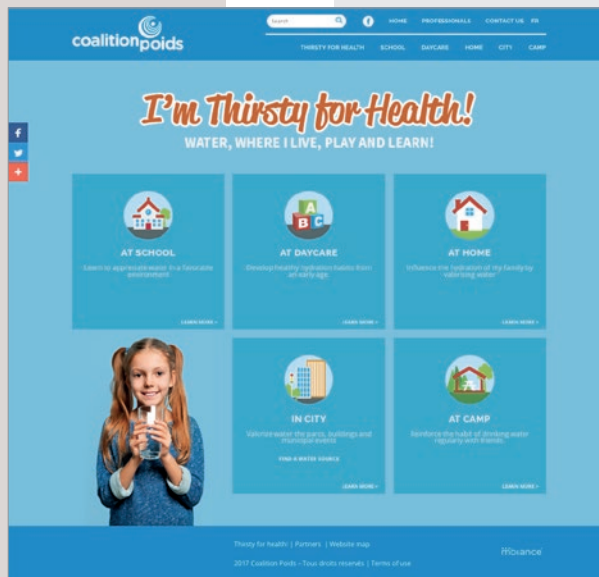 coalition poids
Search
HOME PROFESSIONALS CONTACT US FR
THIRSTY FOR HEALTH SCHOOL DAYCARE HOME CITY CAMP
I'm Thirsty for Health!
WATER, WHERE I LIVE, PLAY AND LEARN!
AT SCHOOL
Learn to appreciate water in a favorable
environment
LEARN MORE >
A
B C
AT DAYCARE
Develop healthy hydration habits from
an early age
LEARN MORE >
AT HOME
Influence the hydration of my family by
valorizing water
LEARN MORE >
IN CITY
Valorize water the parcs, buildings and
municipal events
FIND A WATER SOURCE
LEARN MORE >
AT CAMP
Reinforce the habit of drinking water
regularly with friends
LEARN MORE >
Thirsty for health! | Partners | Website map
2017 Coalition Poids – Tous droits reservés | Terms of use